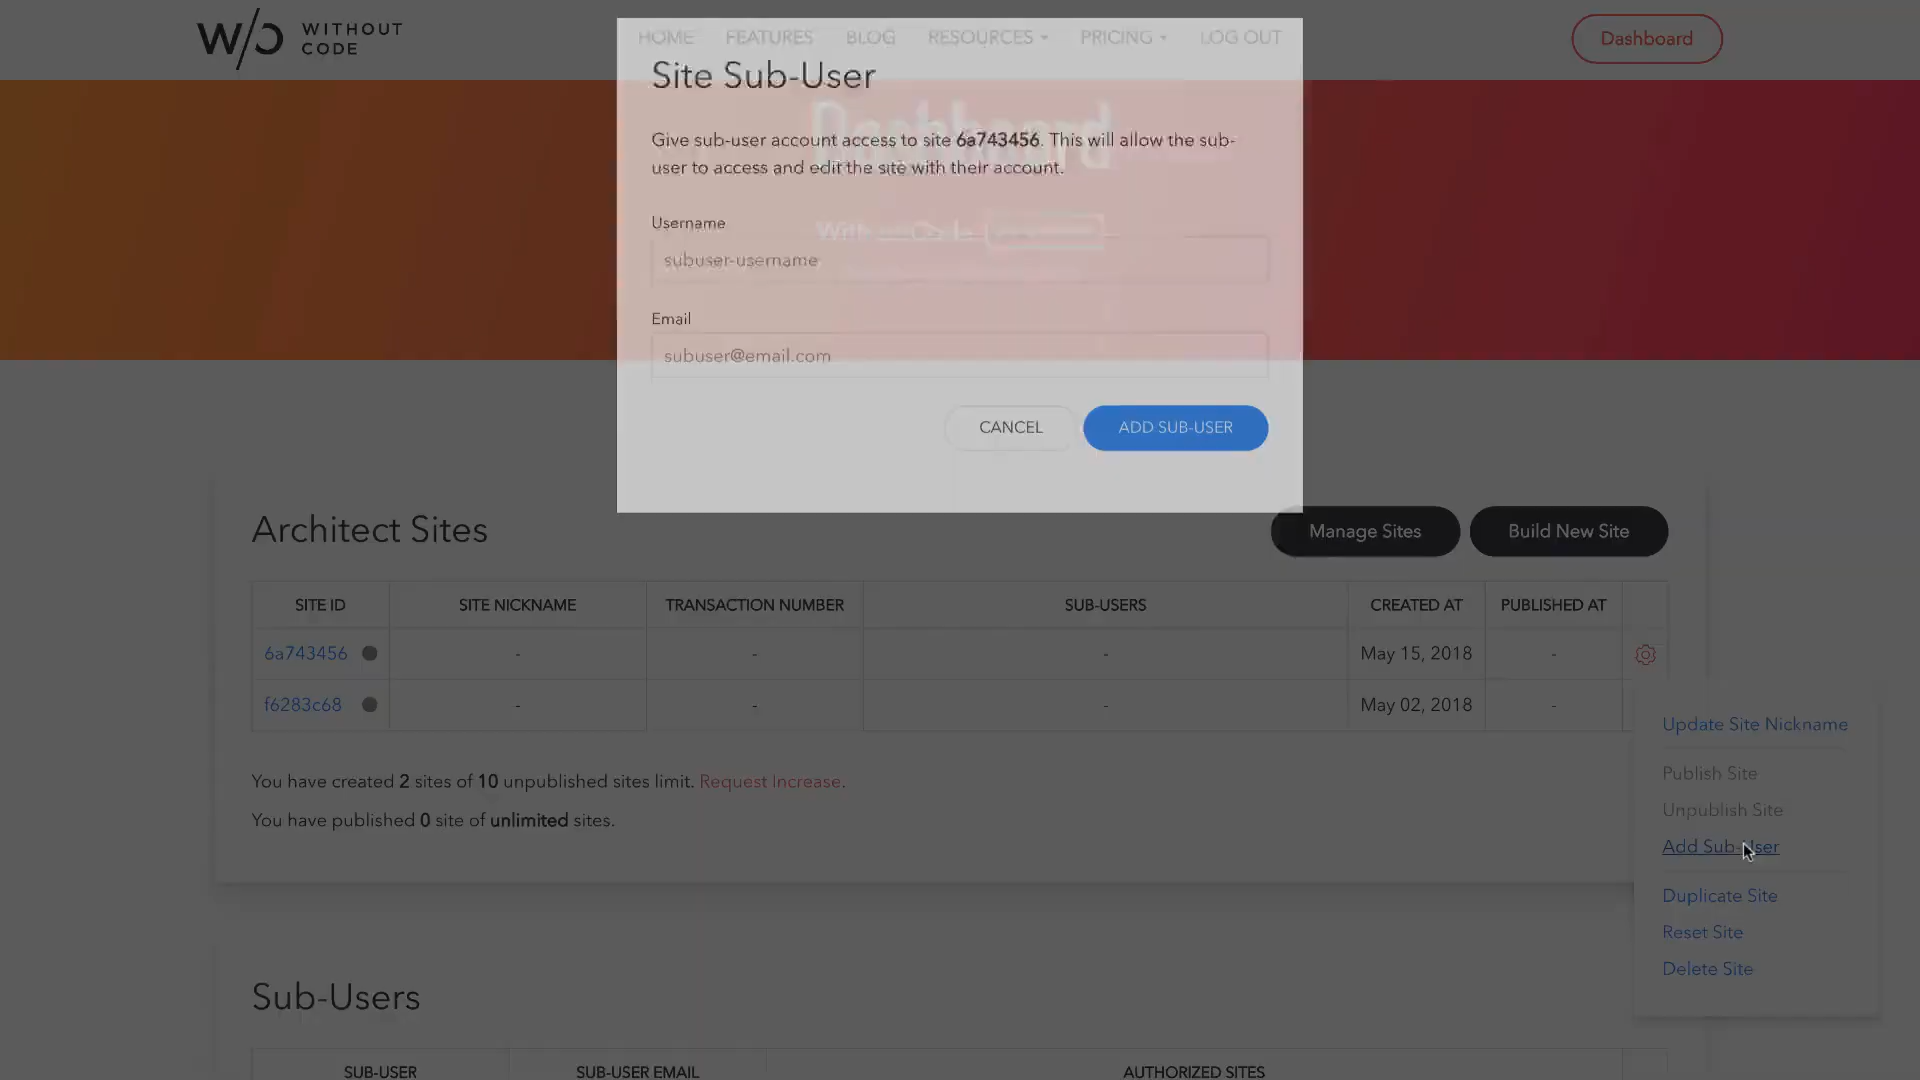 W/O WITHOUT CODE
HOME FEATURES BLOG RESOURCES PRICING LOG OUT
Dashboard
Dashboard
Site Sub-User
Give sub-user account access to site 6a743456. This will allow the sub-
user to access and edit the site with their account.
Username
subuser-username
Email
subuser@email.com
CANCEL ADD SUB-USER
Architect Sites
Manage Sites Build New Site
SITE ID SITE NICKNAME TRANSACTION NUMBER SUB-USERS CREATED AT PUBLISHED AT
6a743456 - - - May 15, 2018 -
f6283c68 - - - May 02, 2018 -
You have created 2 sites of 10 unpublished sites limit. Request Increase.
You have published 0 site of unlimited sites.
Update Site Nickname
Publish Site
Unpublish Site
Add Sub-User
Duplicate Site
Reset Site
Delete Site
Sub-Users
SUB-USER SUB-USER EMAIL AUTHORIZED SITES